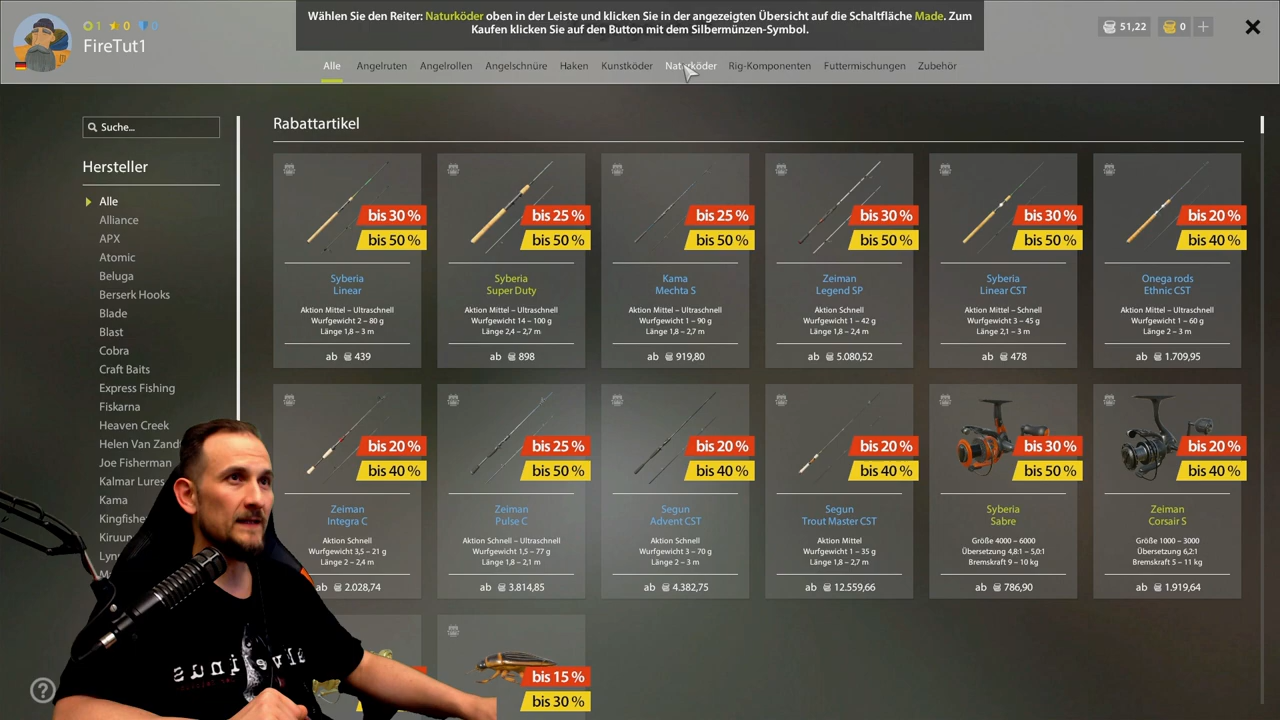 Wählen Sie den Reiter: Naturköder oben in der Leiste und klicken Sie in der angezeigten Übersicht auf die Schaltfläche Made. Zum
Kaufen klicken Sie auf den Button mit dem Silbermünzen-Symbol.
1 0 0
FireTut1
51,22
0
Alle Angelruten Angelrollen Angelschnüre Haken Kunstköder Naturköder Rig-Komponenten Futtermischungen Zubehör
Suche...
Hersteller
Alle
Alliance
APX
Atomic
Beluga
Berserk Hooks
Blade
Blast
Cobra
Craft Baits
Express Fishing
Fiskarna
Heaven Creek
Helen Van Zand
Joe Fisherman
Kalmar Lures
Kama
Kingfishe
Kiruu
Lyn
Rabattartikel
bis 30 %
bis 50 %
Syberia
Linear
Aktion Mittel – Ultraschnell
Wurfgewicht 2 – 80 g
Länge 1,8 – 3 m
ab 439
bis 25 %
bis 50 %
Syberia
Super Duty
Aktion Mittel – Ultraschnell
Wurfgewicht 14 – 100 g
Länge 2,4 – 2,7 m
ab 898
bis 25 %
bis 50 %
Kama
Mechta S
Aktion Mittel – Ultraschnell
Wurfgewicht 1 – 90 g
Länge 1,8 – 2,7 m
ab 919,80
bis 30 %
bis 50 %
Zeiman
Legend SP
Aktion Schnell
Wurfgewicht 1 – 42 g
Länge 1,8 – 2,4 m
ab 5.080,52
bis 30 %
bis 50 %
Syberia
Linear CST
Aktion Mittel – Schnell
Wurfgewicht 3 – 45 g
Länge 2,1 – 3 m
ab 478
bis 20 %
bis 40 %
Onega rods
Ethnic CST
Aktion Mittel – Ultraschnell
Wurfgewicht 1 – 60 g
Länge 2 – 3 m
ab 1.709,95
bis 20 %
bis 40 %
Zeiman
Integra C
Aktion Schnell
Wurfgewicht 3,5 – 21 g
Länge 2 – 2,4 m
ab 2.028,74
bis 25 %
bis 50 %
Zeiman
Pulse C
Aktion Schnell – Ultraschnell
Wurfgewicht 1,5 – 77 g
Länge 1,8 – 2,1 m
ab 3.814,85
bis 20 %
bis 40 %
Segun
Advent CST
Aktion Schnell
Wurfgewicht 3 – 70 g
Länge 2 – 3 m
ab 4.382,75
bis 20 %
bis 40 %
Segun
Trout Master CST
Aktion Mittel
Wurfgewicht 1 – 35 g
Länge 1,8 – 2,7 m
ab 12.559,66
bis 30 %
bis 50 %
Syberia
Sabre
Größe 4000 – 6000
Übersetzung 4,8:1 – 5,0:1
Bremskraft 9 – 10 kg
ab 786,90
bis 20 %
bis 40 %
Zeiman
Corsair S
Größe 1000 – 3000
Übersetzung 6,2:1
Bremskraft 5 – 11 kg
ab 1.919,64
bis 15 %
bis 30 %